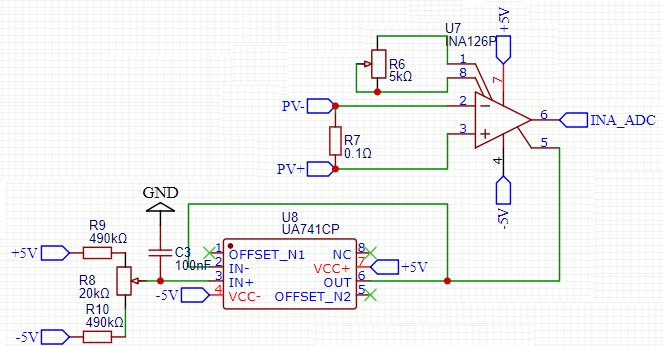 U7
INA126P
+5V
R6
5kΩ
1
8
7
PV-
2
6
INA_ADC
R7
0.1Ω
3
5
PV+
4
-5V
GND
U8
UA741CP
R9
490kΩ
C3
100nF
+5V
1
OFFSET_N1
NC
8
2
IN-
VCC+
7
+5V
R8
20kΩ
3
IN+
OUT
6
-5V
4
VCC-
OFFSET_N2
5
R10
490kΩ
-5V